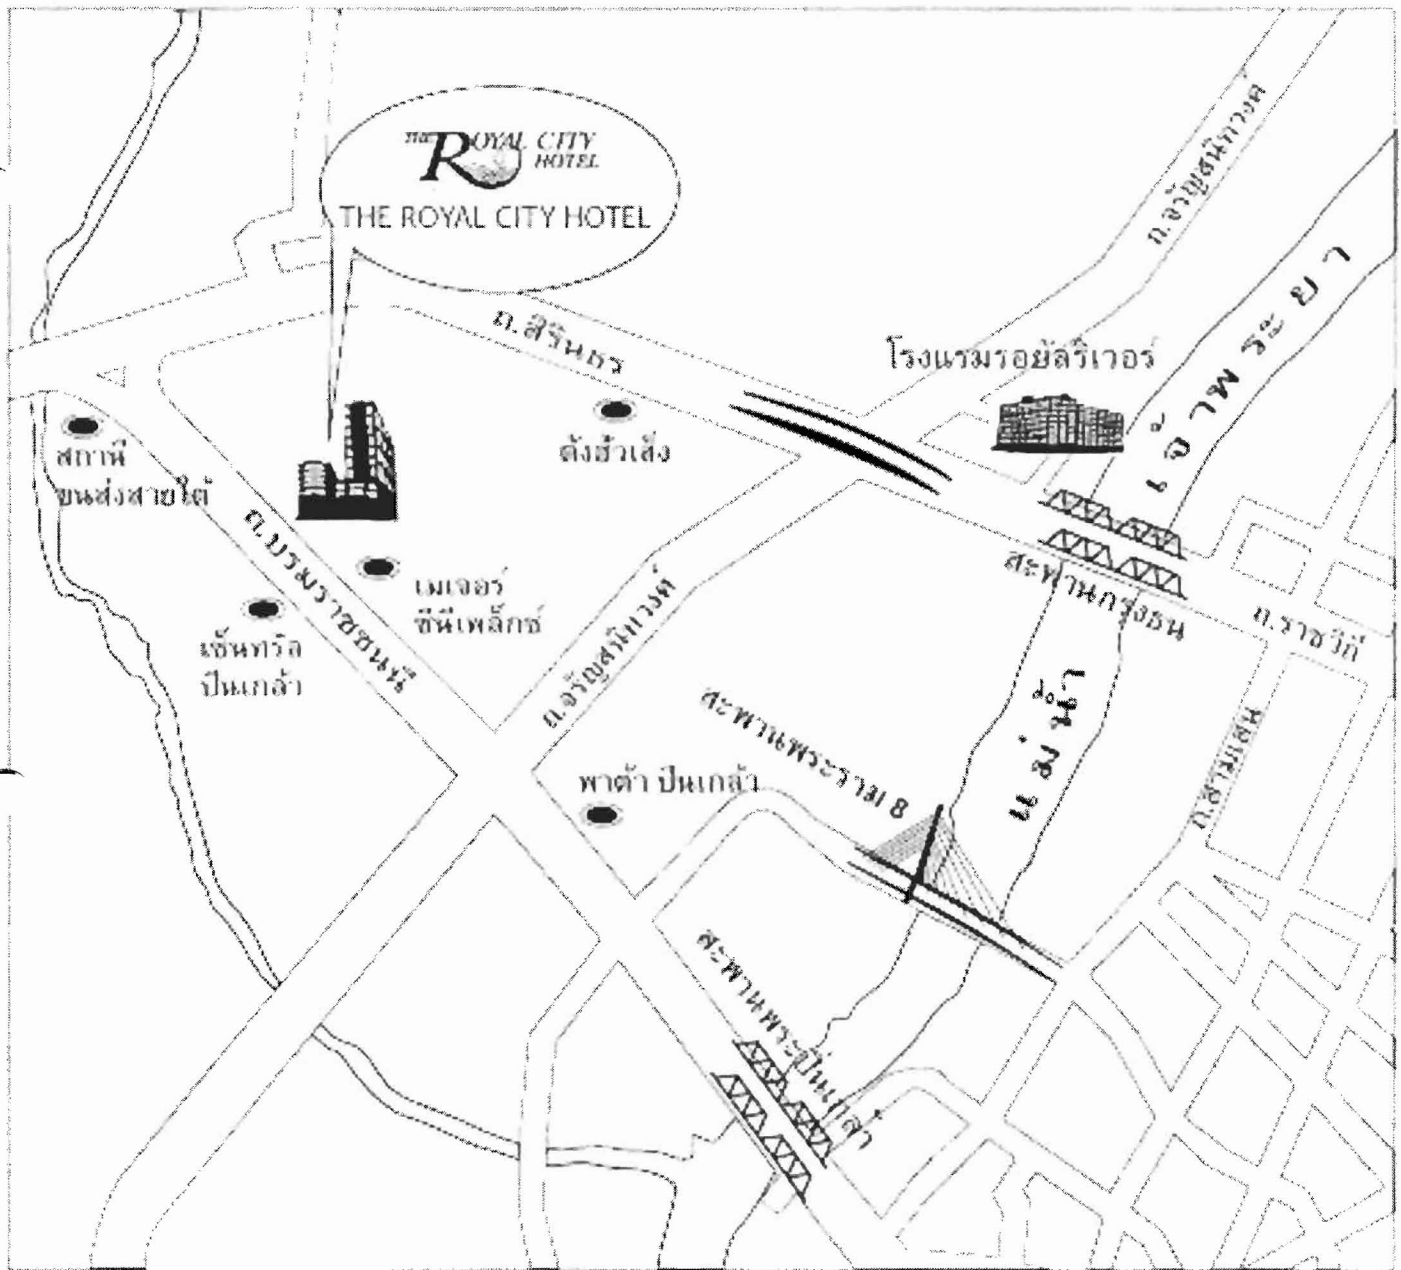 THE ROYAL CITY
HOTEL
THE ROYAL CITY HOTEL
ถ.จรัญสนิทวงศ์
ถ.สิรินธร
โรงแรมรอยัลริเวอร์
แม่น้ำ
เจ้าพระยา
สถานี
ขนส่งสายใต้
ตั้งฮั่วเส็ง
ถ.บรมราชชนนี
เมเจอร์
ซีนีเพล็กซ์
เซ็นทรัล
ปิ่นเกล้า
ถ.จรัญสนิทวงศ์
สะพานกรุงธน
ถ.ราชวิถี
สะพานพระราม 8
ถ.สามเสน
พาต้า ปิ่นเกล้า
สะพานพระปิ่นเกล้า